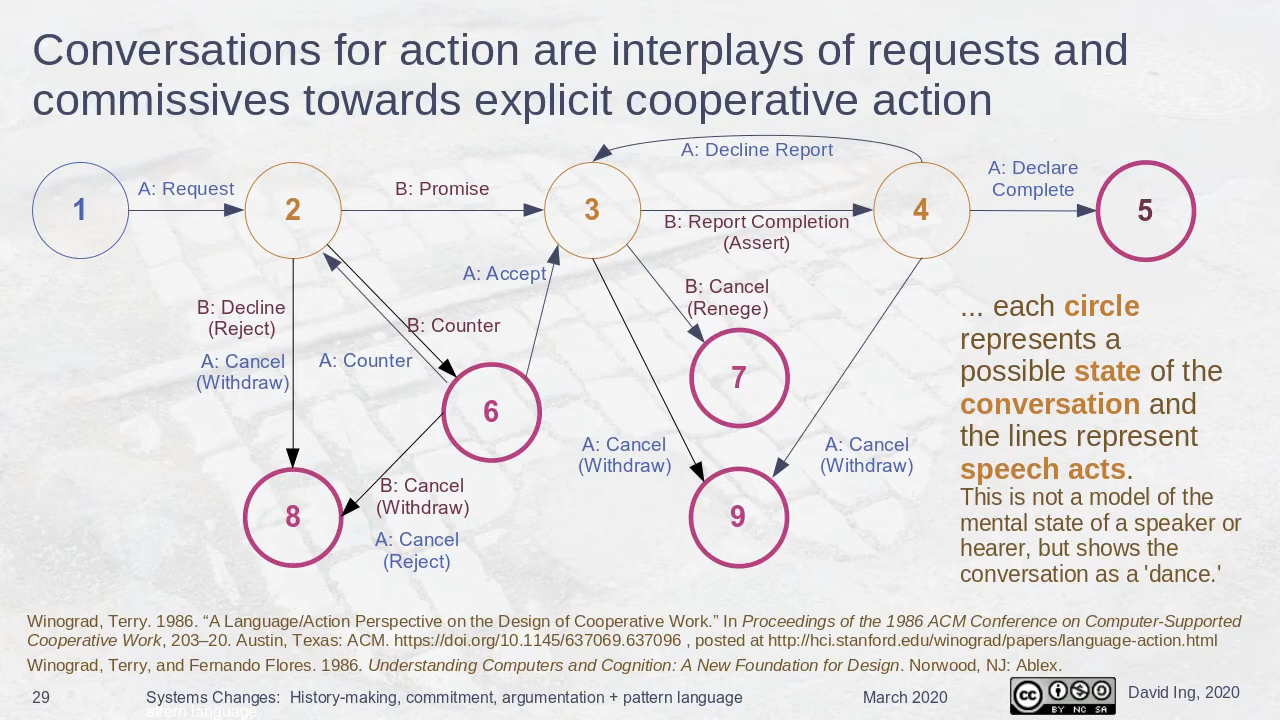 Conversations for action are interplays of requests and
commissives towards explicit cooperative action
A: Decline Report
A: Declare
Complete
A: Request
B: Promise
1
2
3
4
5
B: Report Completion
(Assert)
A: Accept
B: Cancel
(Renege)
B: Decline
(Reject)
B: Counter
A: Counter
A: Cancel
(Withdraw)
7
6
A: Cancel
(Withdraw)
A: Cancel
(Withdraw)
B: Cancel
(Withdraw)
8
9
A: Cancel
(Reject)
... each circle
represents a
possible state of the
conversation and
the lines represent
speech acts.
This is not a model of the
mental state of a speaker or
hearer, but shows the
conversation as a 'dance.'
Winograd, Terry. 1986. “A Language/Action Perspective on the Design of Cooperative Work.” In Proceedings of the 1986 ACM Conference on Computer-Supported
Cooperative Work, 203–20. Austin, Texas: ACM. https://doi.org/10.1145/637069.637096 , posted at http://hci.stanford.edu/winograd/papers/language-action.html
Winograd, Terry, and Fernando Flores. 1986. Understanding Computers and Cognition: A New Foundation for Design. Norwood, NJ: Ablex.
29
Systems Changes: History-making, commitment, argumentation + pattern language
March 2020
cc
BY NC SA
David Ing, 2020
language,